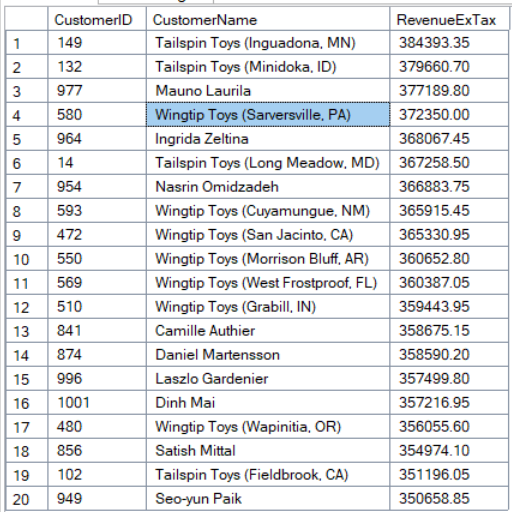 CustomerID CustomerName RevenueExTax
1 149 Tailspin Toys (Inguadona, MN) 384393.35
2 132 Tailspin Toys (Minidoka, ID) 379660.70
3 977 Mauno Laurila 377189.80
4 580 Wingtip Toys (Sarversville, PA) 372350.00
5 964 Ingrida Zeltina 368067.45
6 14 Tailspin Toys (Long Meadow, MD) 367258.50
7 954 Nasrin Omidzadeh 366883.75
8 593 Wingtip Toys (Cuyamungue, NM) 365915.45
9 472 Wingtip Toys (San Jacinto, CA) 365330.95
10 550 Wingtip Toys (Morrison Bluff, AR) 360652.80
11 569 Wingtip Toys (West Frostproof, FL) 360387.05
12 510 Wingtip Toys (Grabill, IN) 359443.95
13 841 Camille Authier 358675.15
14 874 Daniel Martensson 358590.20
15 996 Laszlo Gardenier 357499.80
16 1001 Dinh Mai 357216.95
17 480 Wingtip Toys (Wapinitia, OR) 356055.60
18 856 Satish Mittal 354974.10
19 102 Tailspin Toys (Fieldbrook, CA) 351196.05
20 949 Seo-yun Paik 350658.85